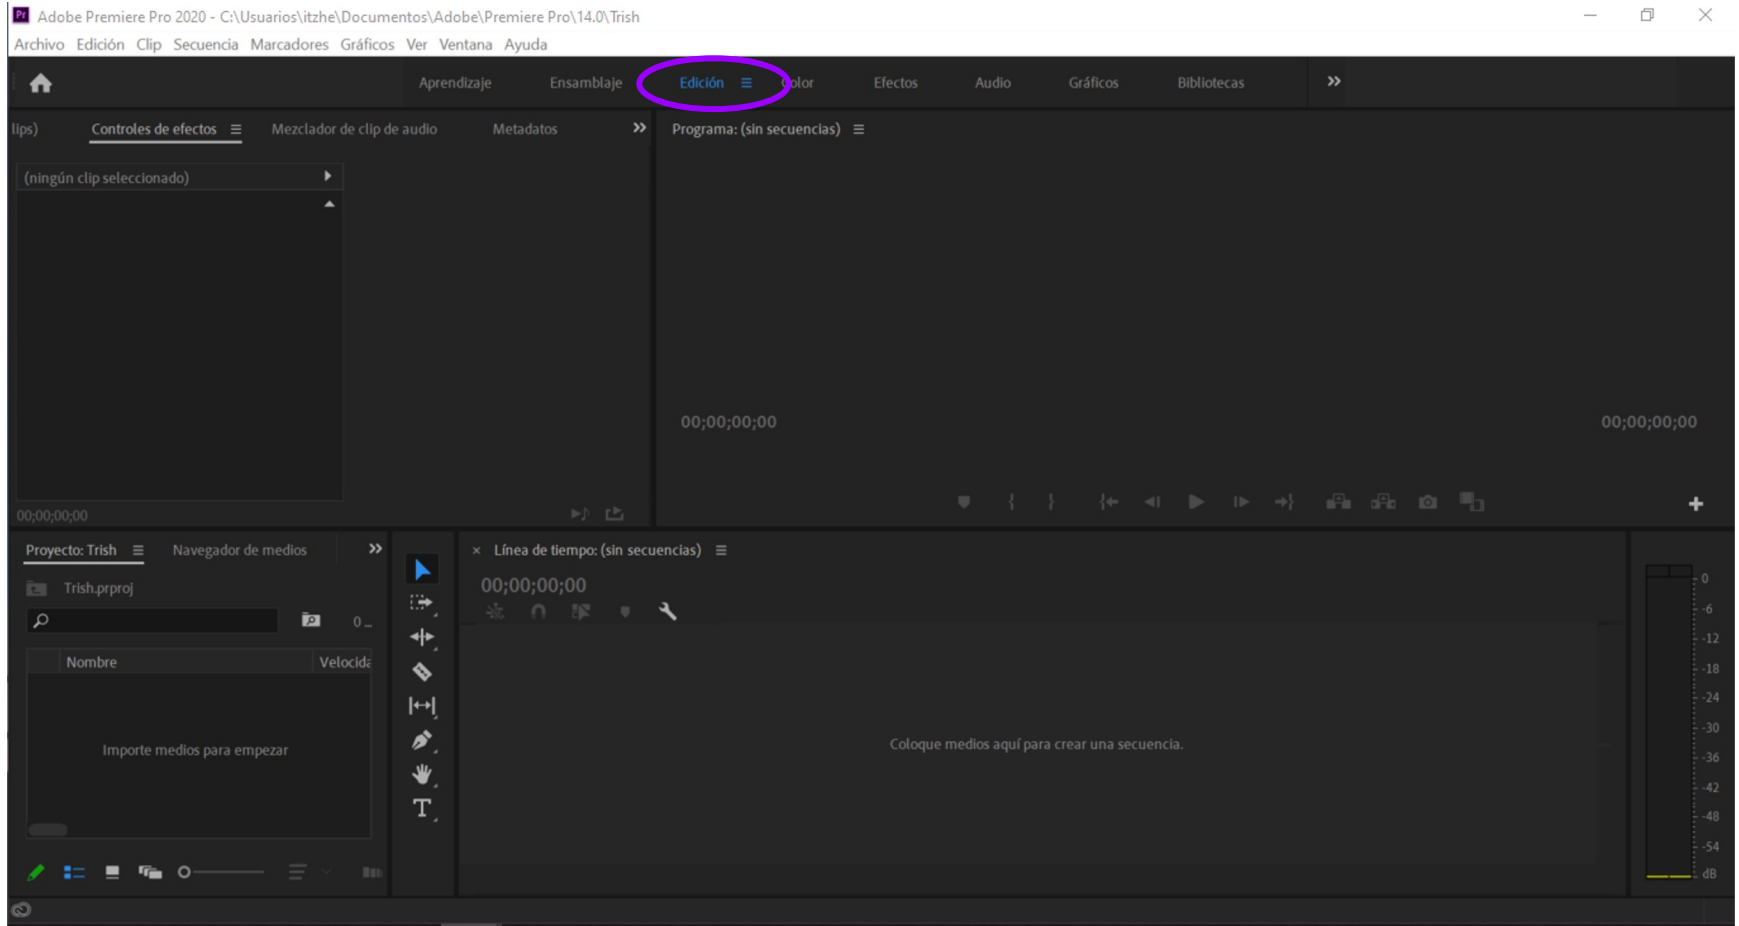 Pr Adobe Premiere Pro 2020 - C:\Usuarios\itzhe\Documentos\Adobe\Premiere Pro\14.0\Trish
Archivo Edición Clip Secuencia Marcadores Gráficos Ver Ventana Ayuda
Aprendizaje Ensamblaje Edición Color Efectos Audio Gráficos Bibliotecas
lips) Controles de efectos Mezclador de clip de audio Metadatos
Programa: (sin secuencias)
(ningún clip seleccionado)
00;00;00;00 00;00;00;00
00;00;00;00
Proyecto: Trish Navegador de medios
Línea de tiempo: (sin secuencias)
Trish.prproj
00;00;00;00
0 ...
Nombre Velocida
Importe medios para empezar
Coloque medios aquí para crear una secuencia.
0
-6
-12
-18
-24
-30
-36
-42
-48
-54
dB